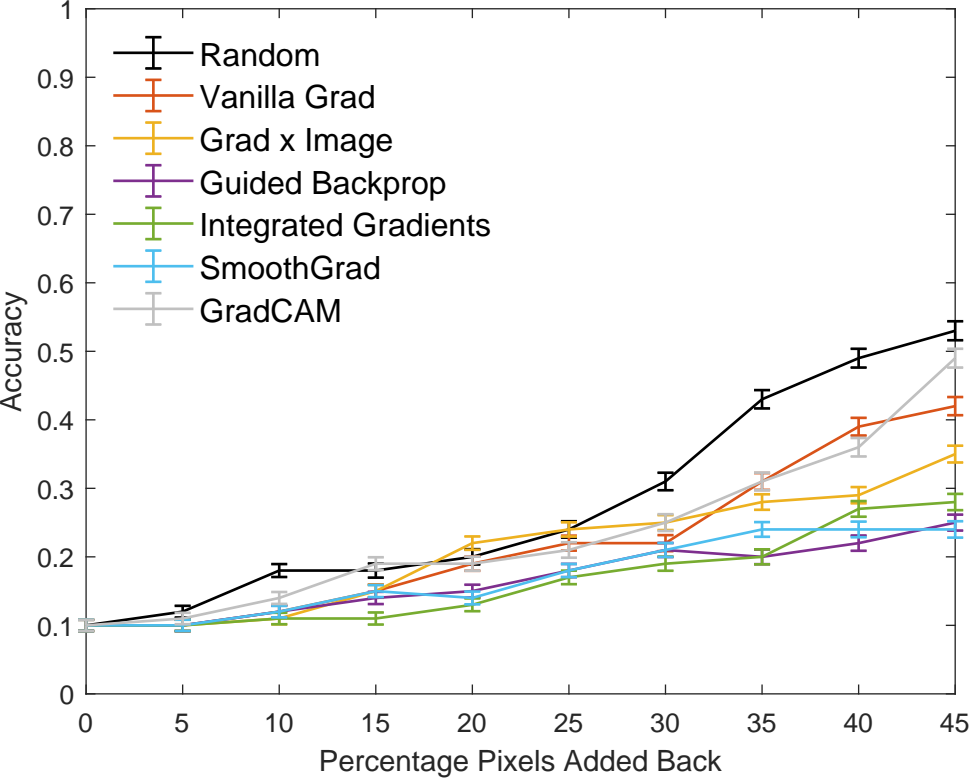 1
0.9
0.8
0.7
0.6
0.5
0.4
0.3
0.2
0.1
0
Accuracy
Random
Vanilla Grad
Grad x Image
Guided Backprop
Integrated Gradients
SmoothGrad
GradCAM
0 5 10 15 20 25 30 35 40 45
Percentage Pixels Added Back